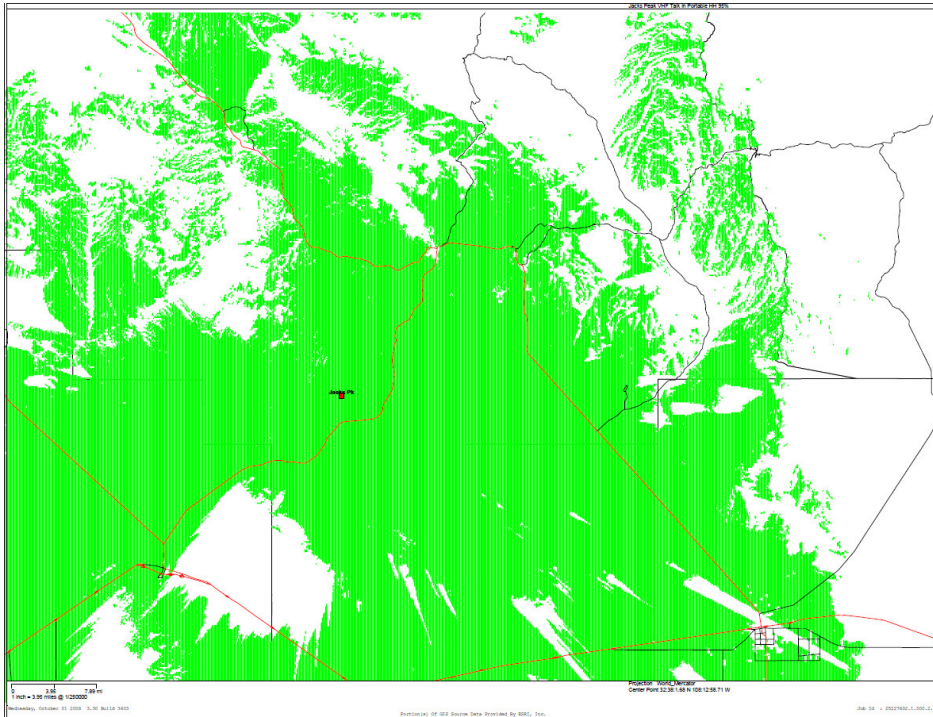 Jacks Peak VHF Talk In Portable HH 95%
Jacks Pk
0 3.95 7.89 mi
1 inch = 3.95 miles @ 1/250000
Projection World_Mercator
Center Point 32:38:1.68 N 108:12:58.71 W
Portion(s) Of GDS Source Data Provided By ESRI, Inc.